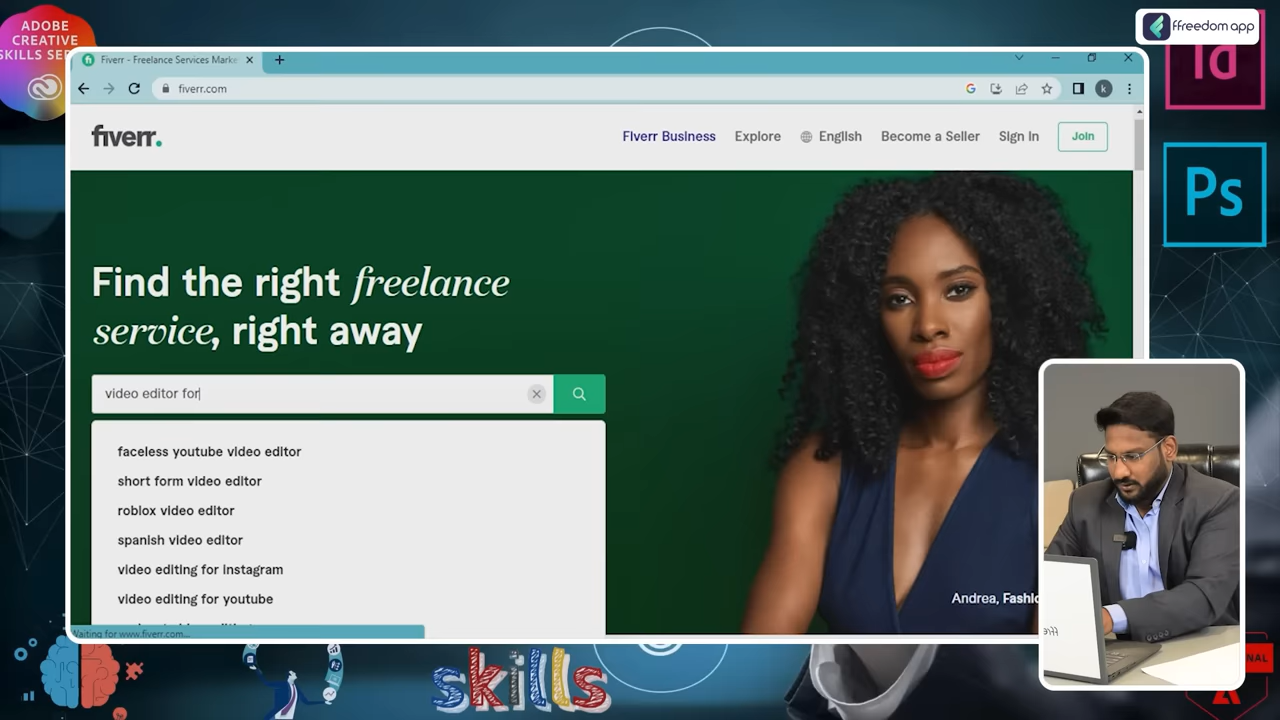 ADOBE
CREATIVE
SKILLS SE
ffreedom app
Id
Ps
Fiverr - Freelance Services Marke
fiverr.com
fiverr.
Fiverr Business
Explore
English
Become a Seller
Sign In
Join
Find the right freelance
service, right away
video editor for
faceless youtube video editor
short form video editor
roblox video editor
spanish video editor
video editing for instagram
video editing for youtube
Andrea, Fashio
Waiting for www.fiverr.com...
skills
NAL